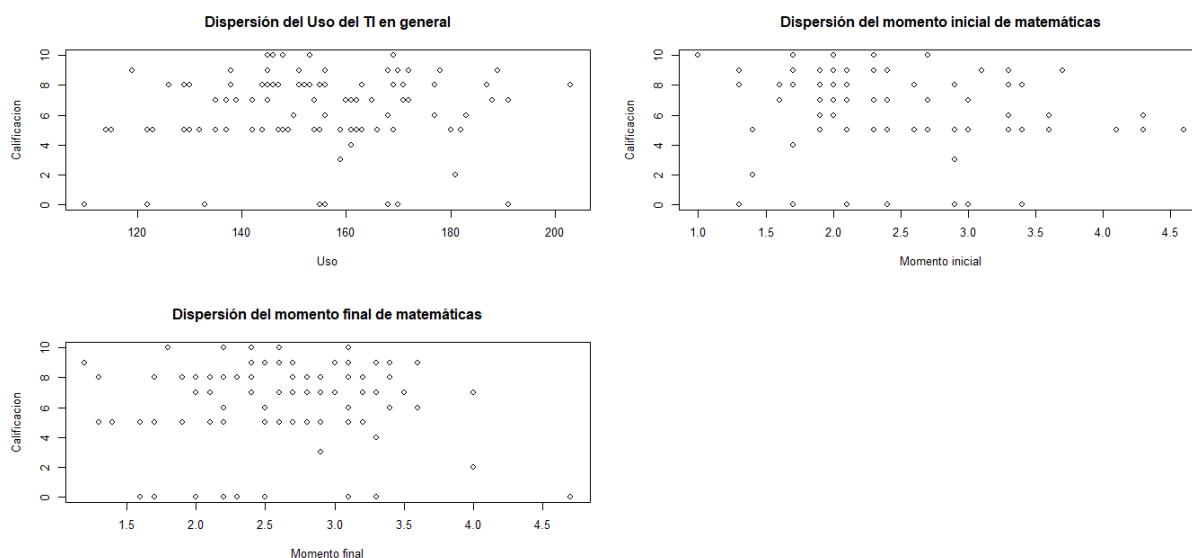 Dispersión del Uso del TI en general
Calificacion
0 2 4 6 8 10
120 140 160 180 200
Uso
Dispersión del momento inicial de matemáticas
Calificacion
0 2 4 6 8 10
1.0 1.5 2.0 2.5 3.0 3.5 4.0 4.5
Momento inicial
Dispersión del momento final de matemáticas
Calificacion
0 2 4 6 8 10
1.5 2.0 2.5 3.0 3.5 4.0 4.5
Momento final